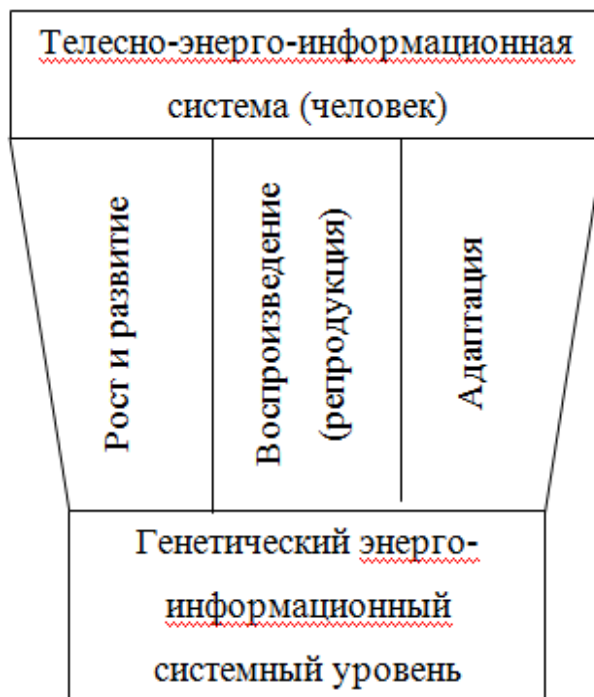 Телесно-энерго-информационная
система (человек)
Рост и развитие
Воспроизведение
(репродукция)
Адаптация
Генетический энерго-
информационный
системный уровень